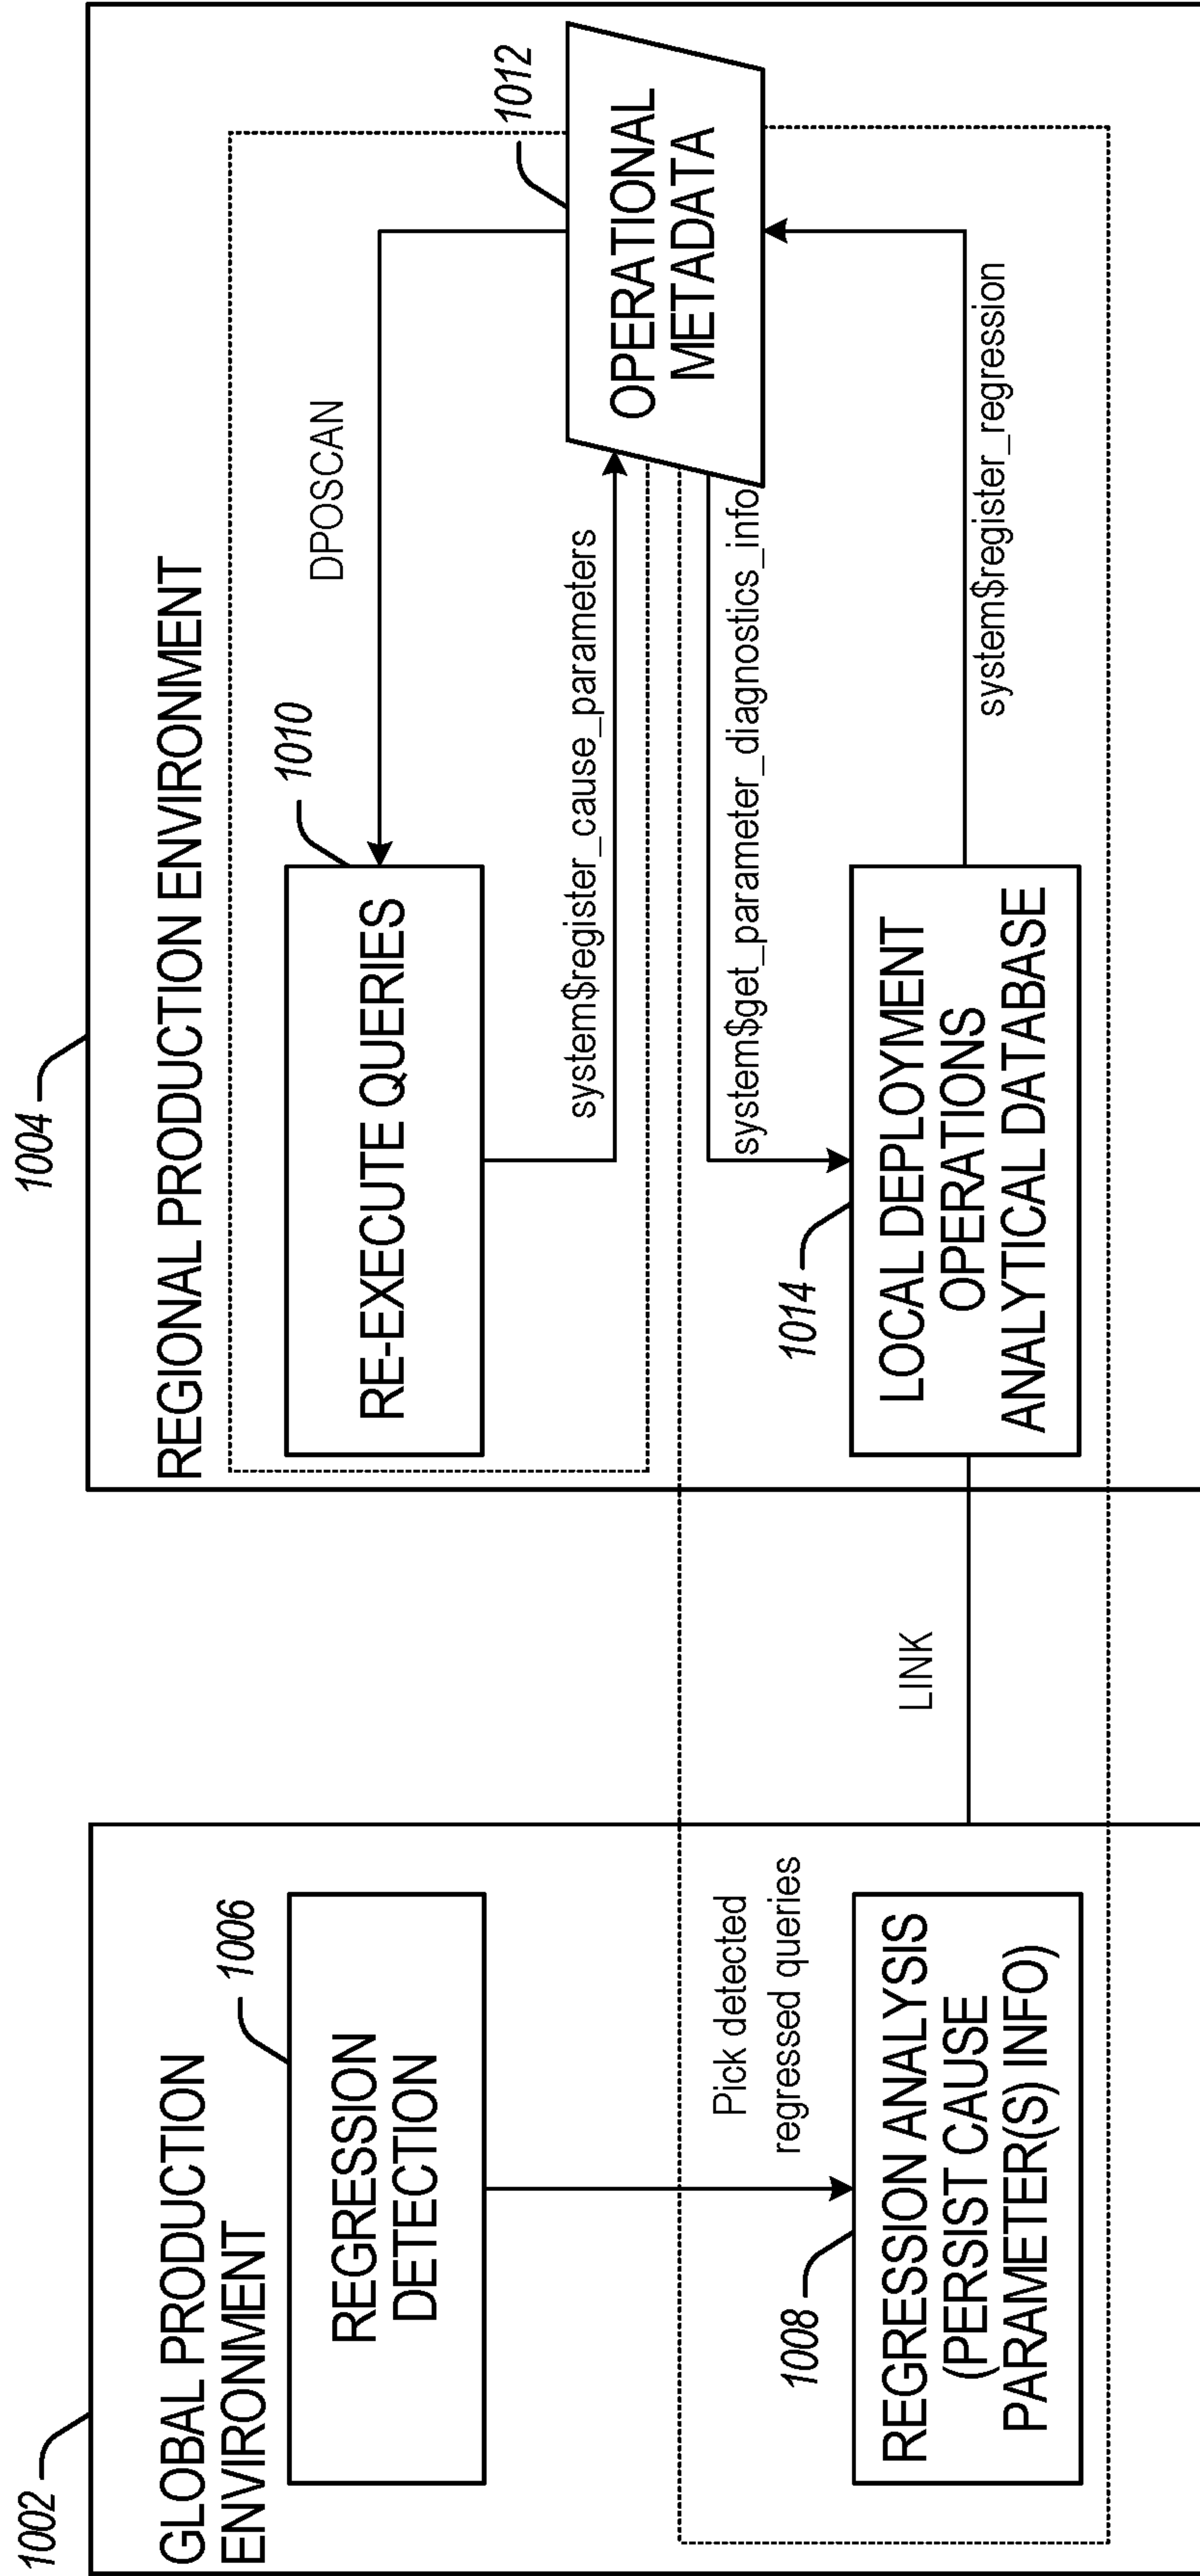 1002
GLOBAL PRODUCTION
ENVIRONMENT
1006
REGRESSION
DETECTION
Pick detected
regressed queries
1008
REGRESSION ANALYSIS
(PERSIST CAUSE
PARAMETER(S) INFO)
LINK
1004
REGIONAL PRODUCTION ENVIRONMENT
1010
RE-EXECUTE QUERIES
DPOSCAN
system$register_cause_parameters
1012
OPERATIONAL
METADATA
system$get_parameter_diagnostics_info
1014
LOCAL DEPLOYMENT
OPERATIONS
ANALYTICAL DATABASE
system$register_regression